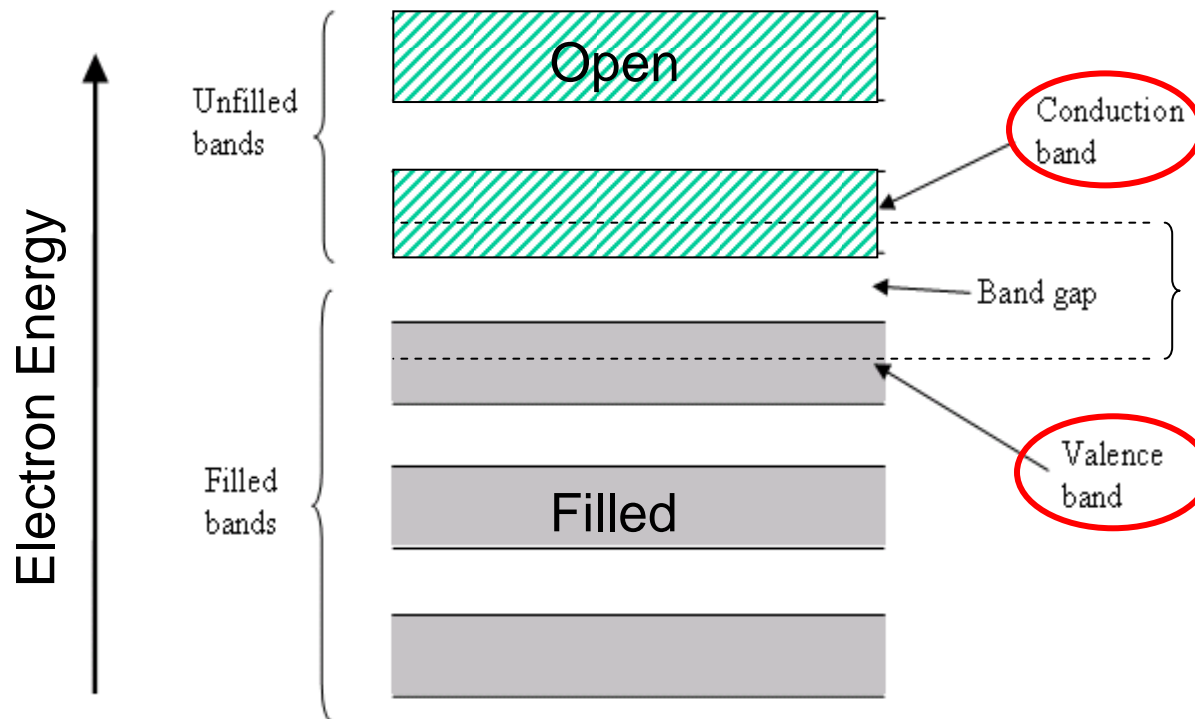 Open
Unfilled
bands
Conduction
band
Electron Energy
Band gap
Filled
bands
Filled
Valence
band